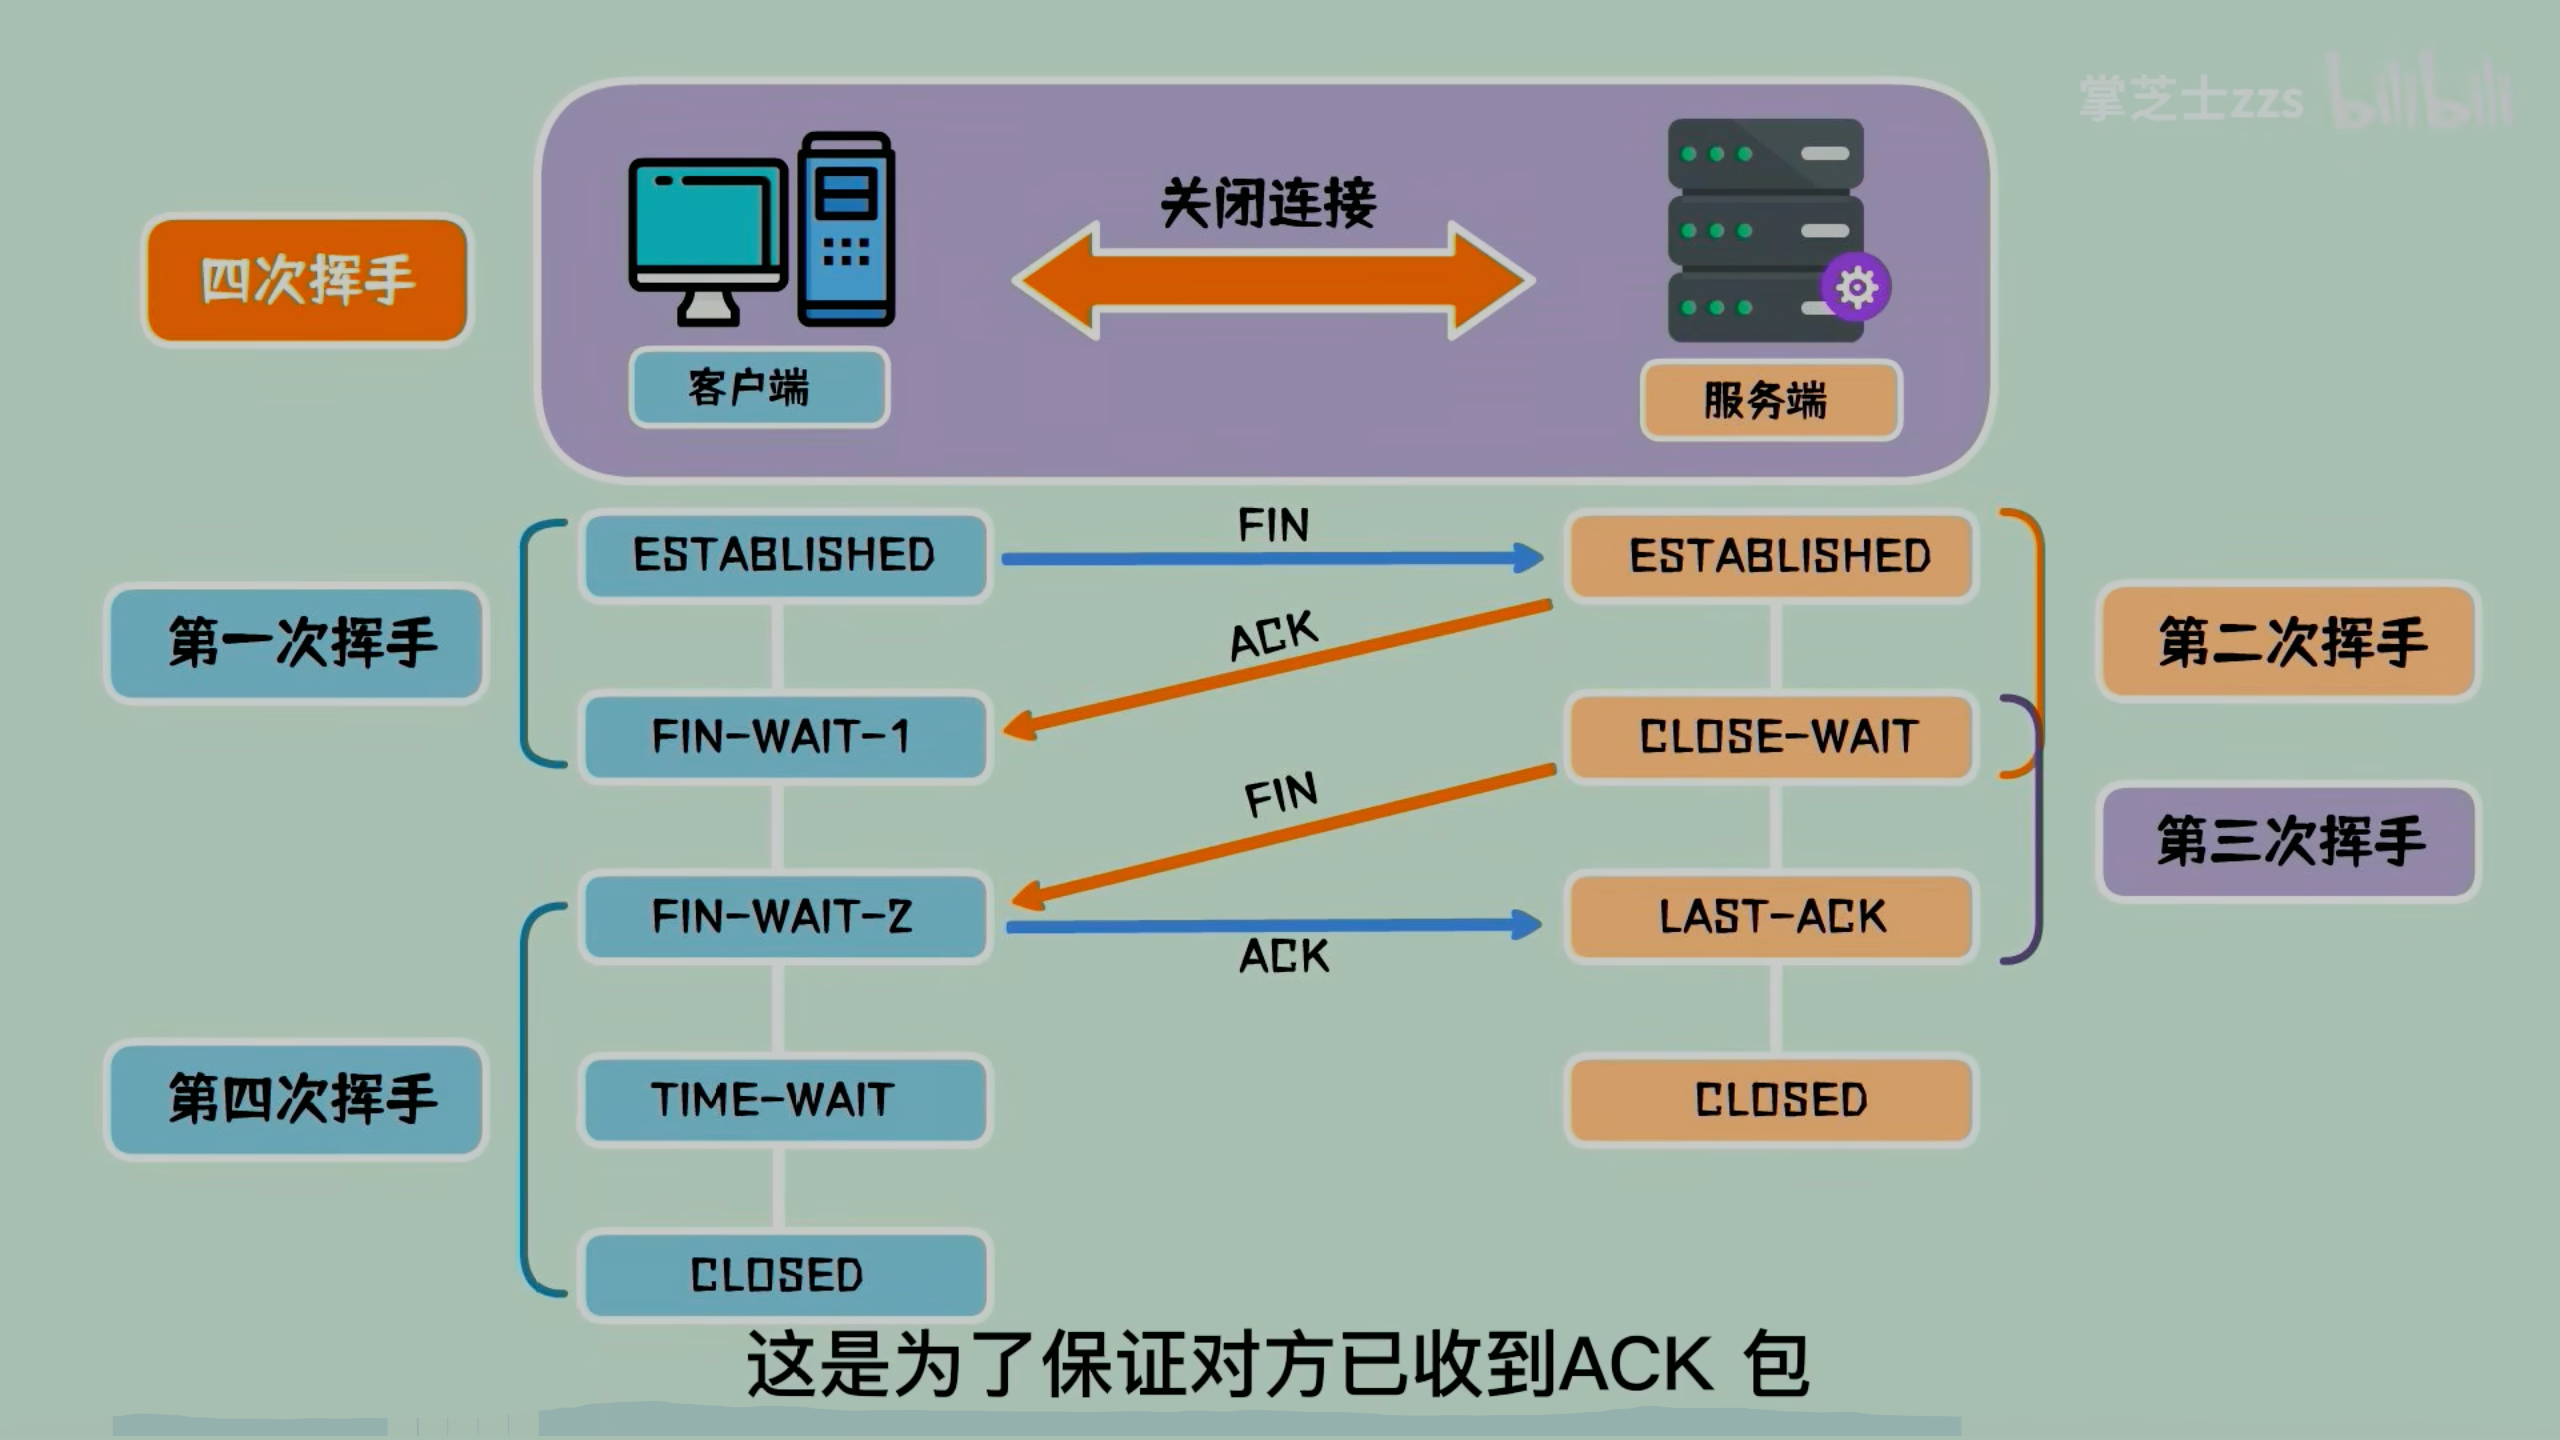 掌芝士zzs bilibili
关闭连接
四次挥手
客户端
服务端
ESTABLISHED
FIN
ESTABLISHED
ACK
第一次挥手
第二次挥手
FIN-WAIT-1
CLOSE-WAIT
FIN
第三次挥手
FIN-WAIT-2
LAST-ACK
ACK
第四次挥手
TIME-WAIT
CLOSED
CLOSED
这是为了保证对方已收到ACK 包